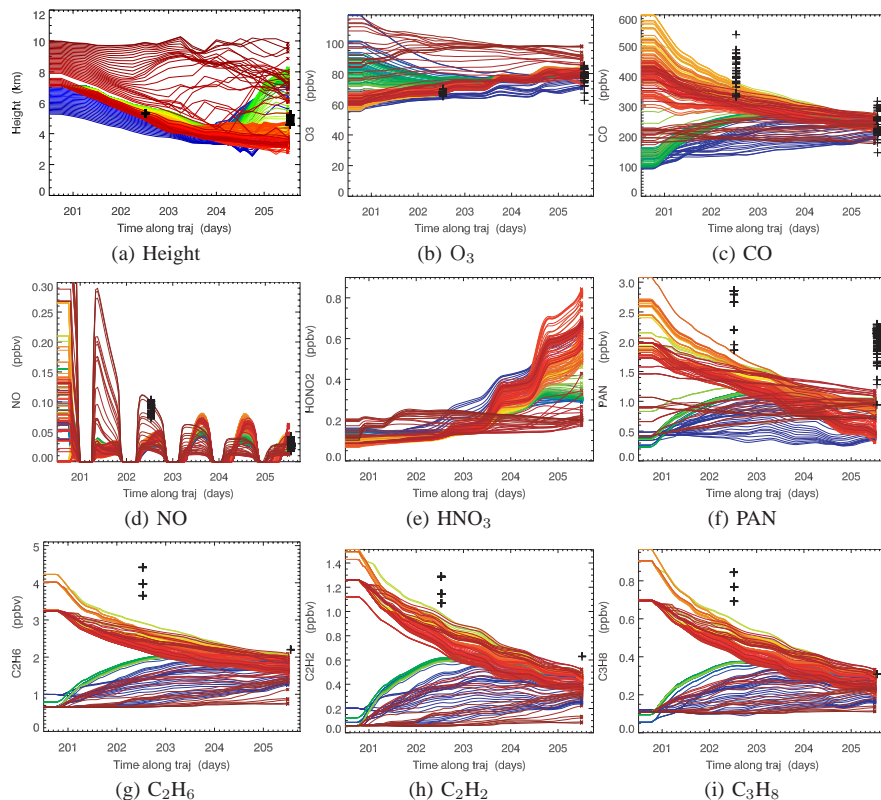 12
10
8
6
4
2
0
Height (km)
201 202 203 204 205
Time along traj (days)
(a) Height
100
80
60
40
20
0
O3 (ppbv)
201 202 203 204 205
Time along traj (days)
(b) O3
600
500
400
300
200
100
0
CO (ppbv)
201 202 203 204 205
Time along traj (days)
(c) CO
0.30
0.25
0.20
0.15
0.10
0.05
0.00
NO (ppbv)
201 202 203 204 205
Time along traj (days)
(d) NO
0.8
0.6
0.4
0.2
0.0
HONO2 (ppbv)
201 202 203 204 205
Time along traj (days)
(e) HNO3
3.0
2.5
2.0
1.5
1.0
0.5
0.0
PAN (ppbv)
201 202 203 204 205
Time along traj (days)
(f) PAN
5
4
3
2
1
0
C2H6 (ppbv)
201 202 203 204 205
Time along traj (days)
(g) C2H6
1.4
1.2
1.0
0.8
0.6
0.4
0.2
0.0
C2H2 (ppbv)
201 202 203 204 205
Time along traj (days)
(h) C2H2
0.8
0.6
0.4
0.2
0.0
C3H8 (ppbv)
201 202 203 204 205
Time along traj (days)
(i) C3H8